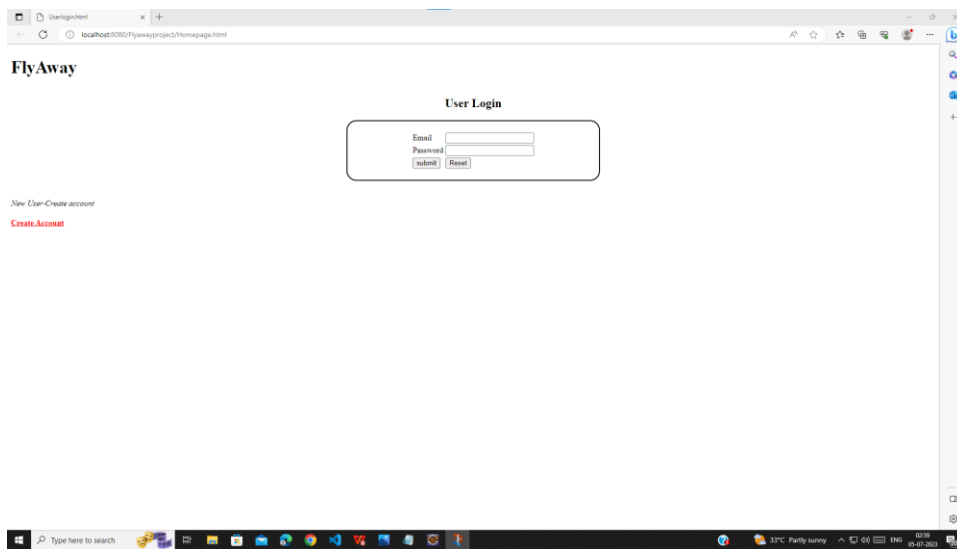 Userlogin.html
localhost:8080/Flyawayproject/Homepage.html
FlyAway
User Login
Email
Password
submit Reset
New User-Create account
Create Account
Type here to search
33°C Partly sunny ENG 02:59
05-07-2023